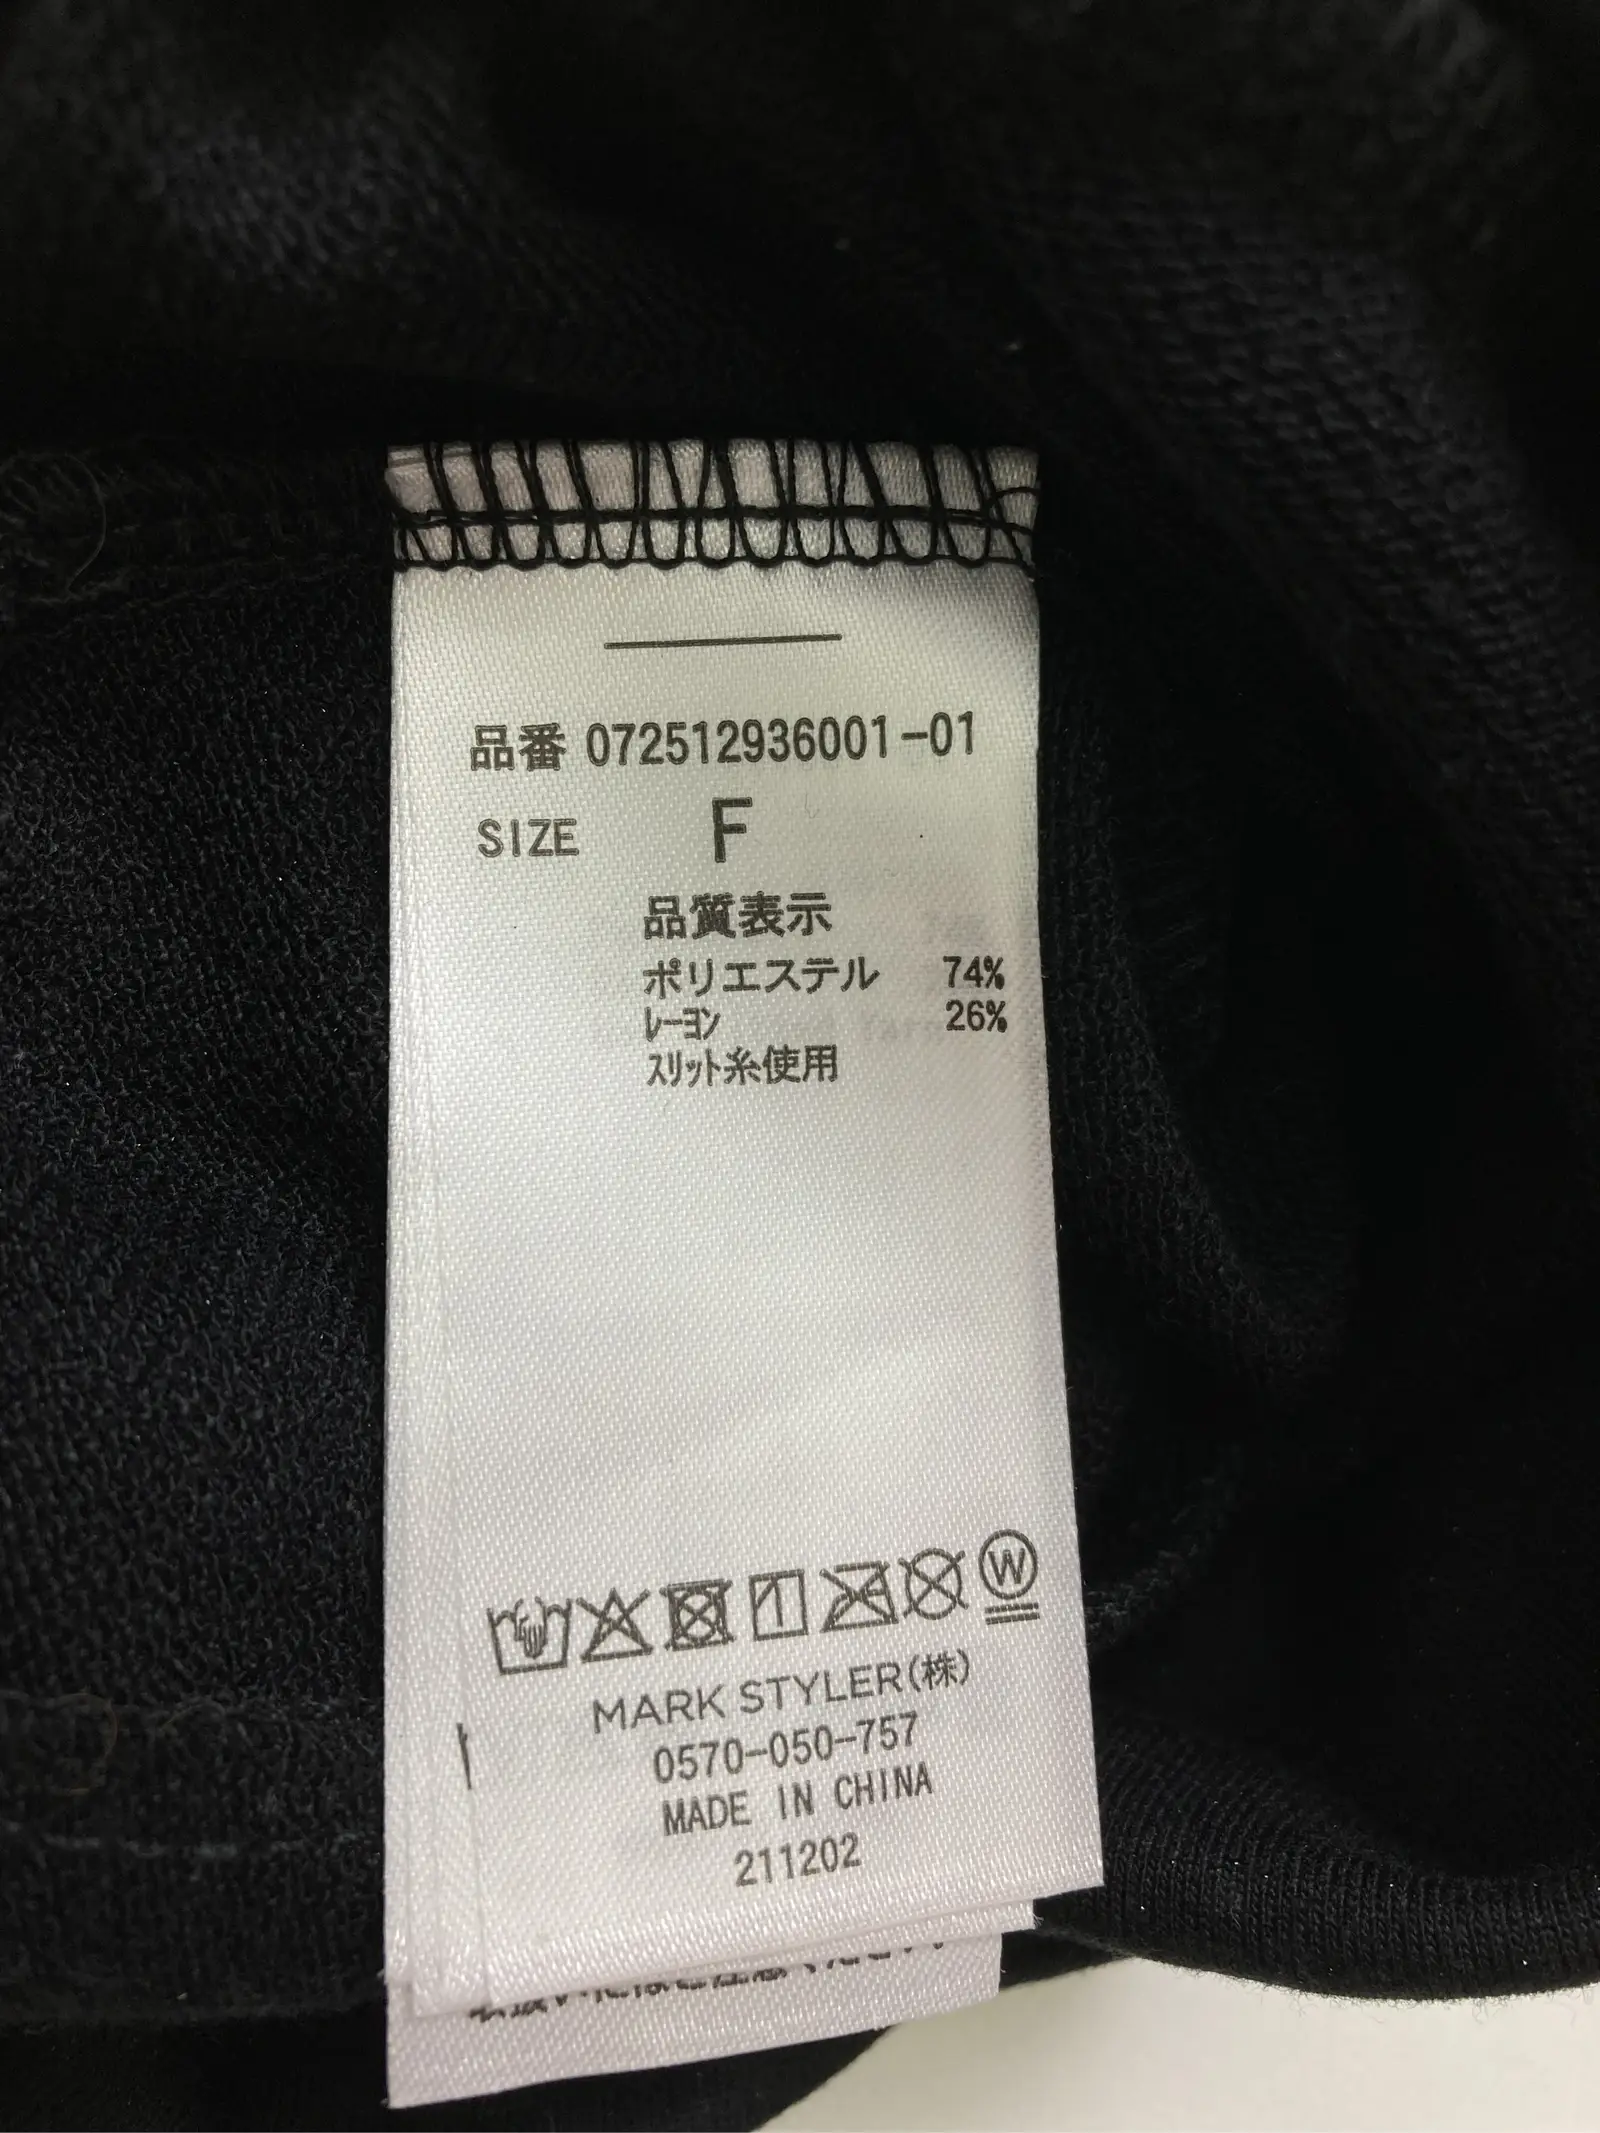 品番 072512936001-01
SIZE F
品質表示
ポリエステル 74%
ﾚｰﾖﾝ 26%
ｽﾘｯﾄ糸使用
W
MARK STYLER(株)
0570-050-757
MADE IN CHINA
211202